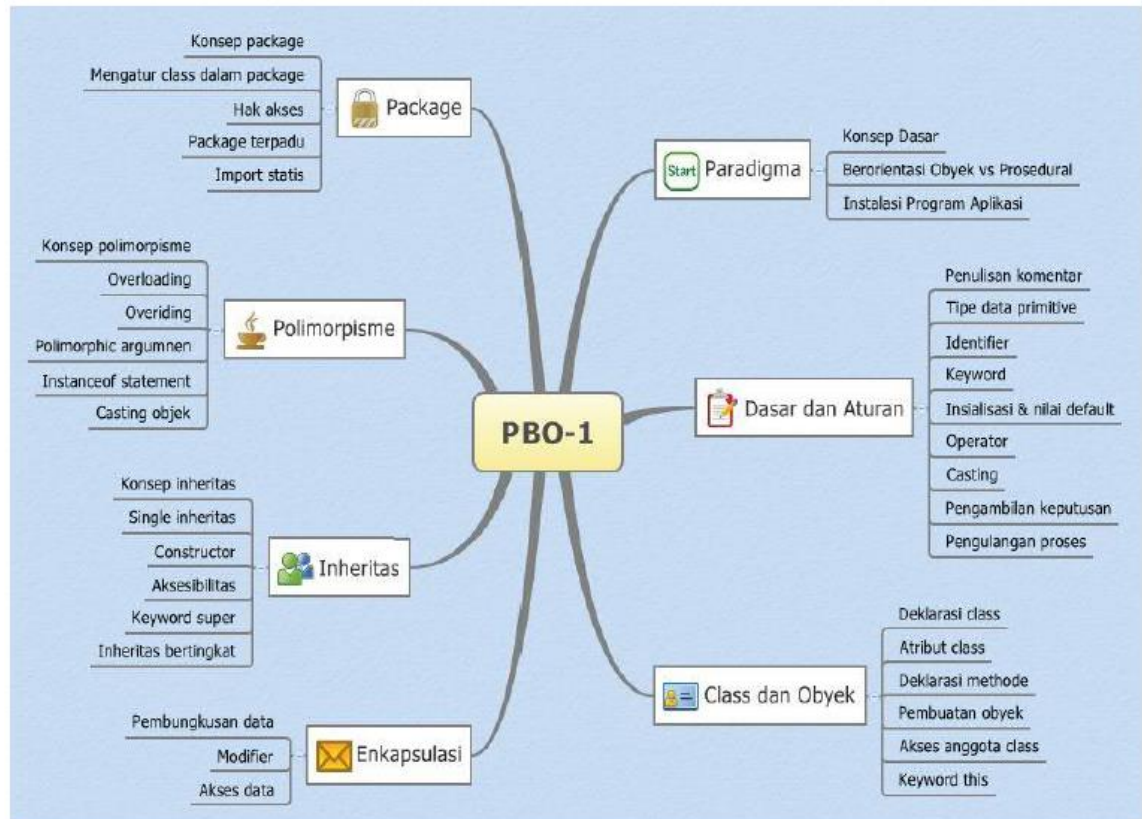 PBO-1
Paradigma
Start
Konsep Dasar
Berorientasi Obyek vs Prosedural
Instalasi Program Aplikasi
Dasar dan Aturan
Penulisan komentar
Tipe data primitive
Identifier
Keyword
Insialisasi & nilai default
Operator
Casting
Pengambilan keputusan
Pengulangan proses
Class dan Obyek
Deklarasi class
Atribut class
Deklarasi methode
Pembuatan obyek
Akses anggota class
Keyword this
Enkapsulasi
Pembungkusan data
Modifier
Akses data
Inheritas
Konsep inheritas
Single inheritas
Constructor
Aksesibilitas
Keyword super
Inheritas bertingkat
Polimorpisme
Konsep polimorpisme
Overloading
Overiding
Polimorphic argumnen
Instanceof statement
Casting objek
Package
Konsep package
Mengatur class dalam package
Hak akses
Package terpadu
Import statis